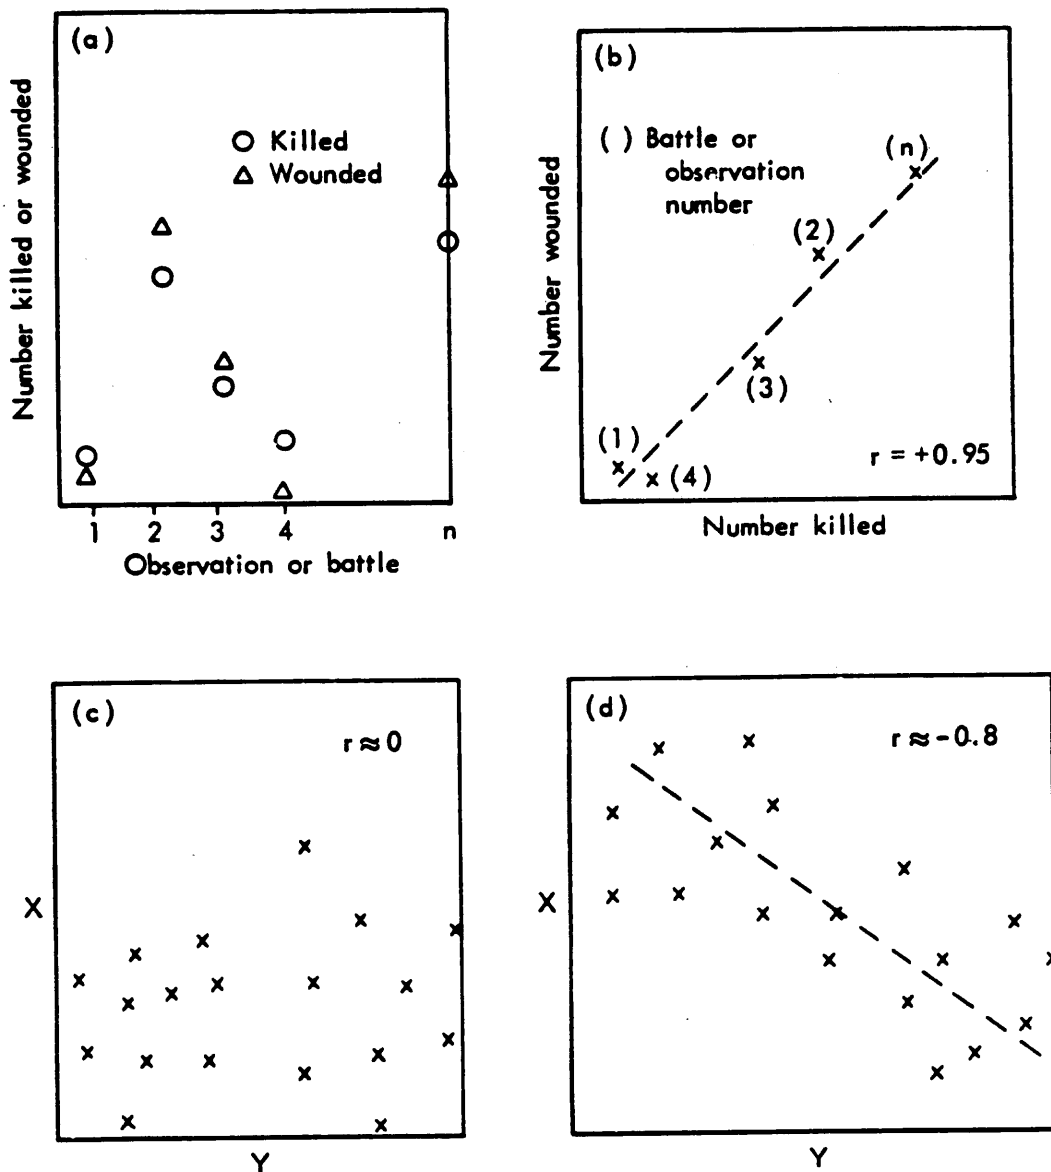 (a)
Number killed or wounded
Killed
Wounded
1 2 3 4 n
Observation or battle
(b)
Number wounded
( ) Battle or
observation
number
(n)
(2)
(3)
(1)
(4)
r = +0.95
Number killed
(c)
r ≈ 0
X
Y
(d)
r ≈ -0.8
X
Y